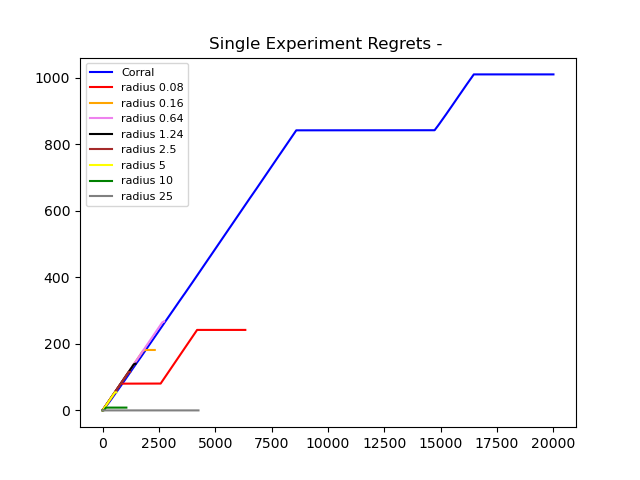 Single Experiment Regrets -
Corral
radius 0.08
radius 0.16
radius 0.64
radius 1.24
radius 2.5
radius 5
radius 10
radius 25
1000
800
600
400
200
0
0 2500 5000 7500 10000 12500 15000 17500 20000